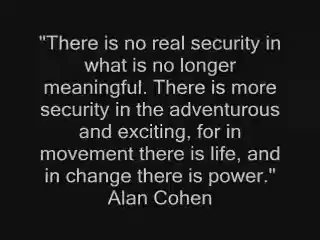 "There is no real security in
what is no longer
meaningful. There is more
security in the adventurous
and exciting, for in
movement there is life, and
in change there is power."
Alan Cohen